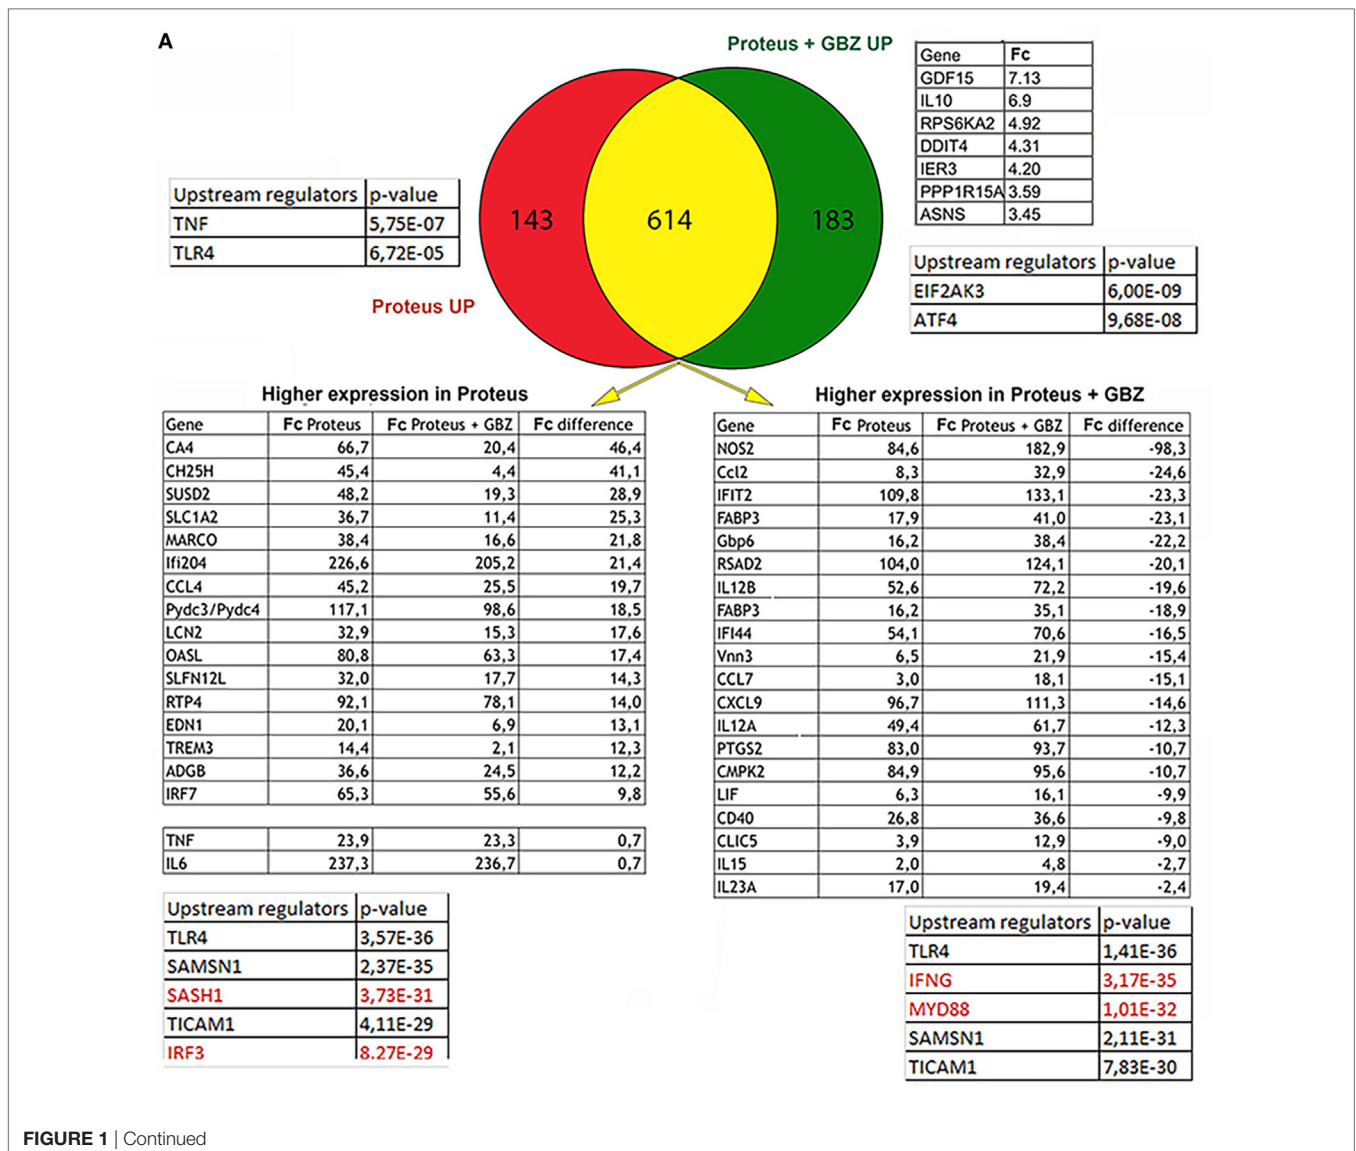 A
Proteus + GBZ UP
Gene Fc
GDF15 7.13
IL10 6.9
RPS6KA2 4.92
DDIT4 4.31
IER3 4.20
PPP1R15A 3.59
ASNS 3.45
Upstream regulators p-value
TNF 5,75E-07
TLR4 6,72E-05
143 614 183
Upstream regulators p-value
EIF2AK3 6,00E-09
ATF4 9,68E-08
Proteus UP
Higher expression in Proteus
Gene Fc Proteus Fc Proteus + GBZ Fc difference
CA4 66,7 20,4 46,4
CH25H 45,4 4,4 41,1
SUSD2 48,2 19,3 28,9
SLC1A2 36,7 11,4 25,3
MARCO 38,4 16,6 21,8
Ifi204 226,6 205,2 21,4
CCL4 45,2 25,5 19,7
Pydc3/Pydc4 117,1 98,6 18,5
LCN2 32,9 15,3 17,6
OASL 80,8 63,3 17,4
SLFN12L 32,0 17,7 14,3
RTP4 92,1 78,1 14,0
EDN1 20,1 6,9 13,1
TREM3 14,4 2,1 12,3
ADGB 36,6 24,5 12,2
IRF7 65,3 55,6 9,8
TNF 23,9 23,3 0,7
IL6 237,3 236,7 0,7
Upstream regulators p-value
TLR4 3,57E-36
SAMSN1 2,37E-35
SASH1 3,73E-31
TICAM1 4,11E-29
IRF3 8.27E-29
Higher expression in Proteus + GBZ
Gene Fc Proteus Fc Proteus + GBZ Fc difference
NOS2 84,6 182,9 -98,3
Ccl2 8,3 32,9 -24,6
IFIT2 109,8 133,1 -23,3
FABP3 17,9 41,0 -23,1
Gbp6 16,2 38,4 -22,2
RSAD2 104,0 124,1 -20,1
IL12B 52,6 72,2 -19,6
FABP3 16,2 35,1 -18,9
IFI44 54,1 70,6 -16,5
Vnn3 6,5 21,9 -15,4
CCL7 3,0 18,1 -15,1
CXCL9 96,7 111,3 -14,6
IL12A 49,4 61,7 -12,3
PTGS2 83,0 93,7 -10,7
CMPK2 84,9 95,6 -10,7
LIF 6,3 16,1 -9,9
CD40 26,8 36,6 -9,8
CLIC5 3,9 12,9 -9,0
IL15 2,0 4,8 -2,7
IL23A 17,0 19,4 -2,4
Upstream regulators p-value
TLR4 1,41E-36
IFNG 3,17E-35
MYD88 1,01E-32
SAMSN1 2,11E-31
TICAM1 7,83E-30
FIGURE 1 | Continued